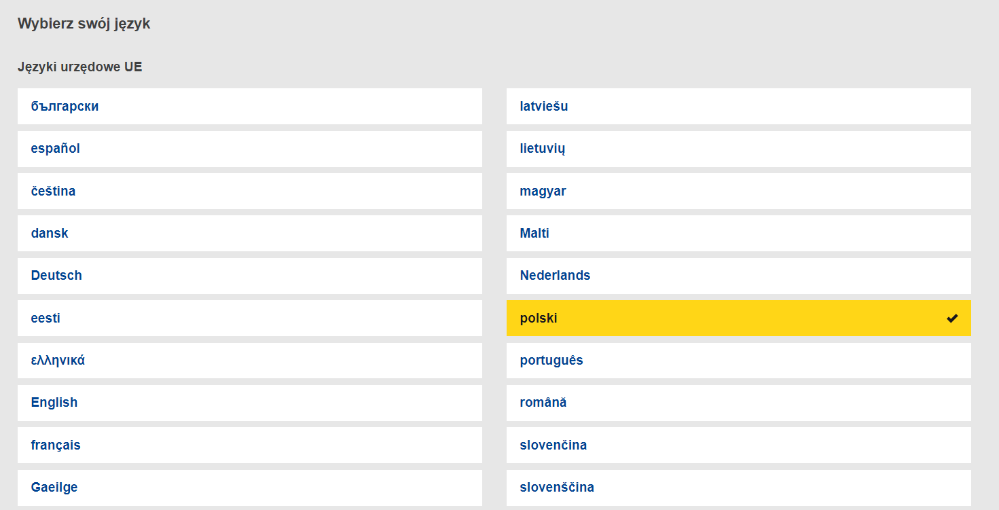 Wybierz swój język
Języki urzędowe UE
български
español
čeština
dansk
Deutsch
eesti
ελληνικά
English
français
Gaeilge
latviešu
lietuvių
magyar
Malti
Nederlands
polski
português
română
slovenčina
slovenščina